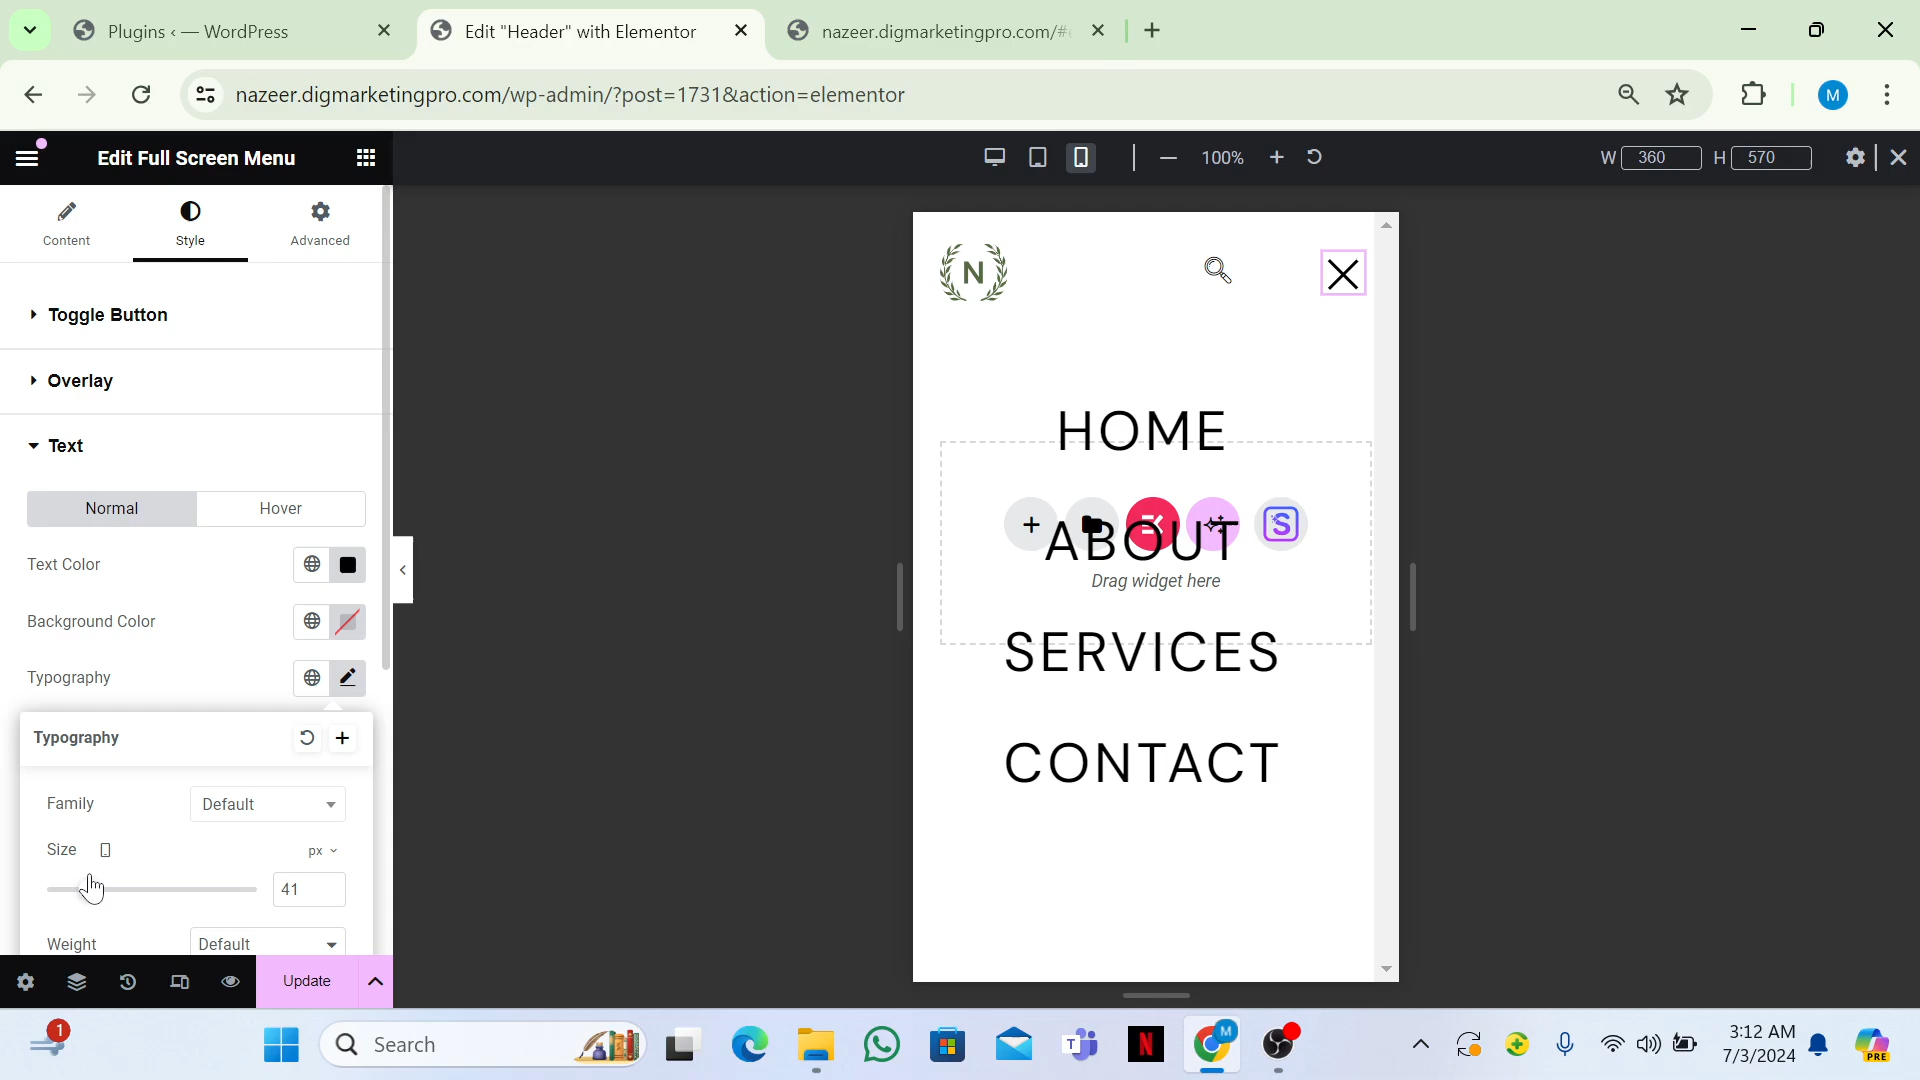 Plugins ‹ — WordPress
Edit "Header" with Elementor
nazeer.digmarketingpro.com/#
nazeer.digmarketingpro.com/wp-admin/?post=1731&action=elementor
M
Edit Full Screen Menu
100%
W 360 H 570
Content
Style
Advanced
Toggle Button
Overlay
Text
Normal
Hover
Text Color
Background Color
Typography
Typography
Family
Default
Size
px
41
Weight
Default
Update
N
HOME
ABOUT
S
Drag widget here
SERVICES
CONTACT
1
Search
T
N
M
3:12 AM
7/3/2024
PRE